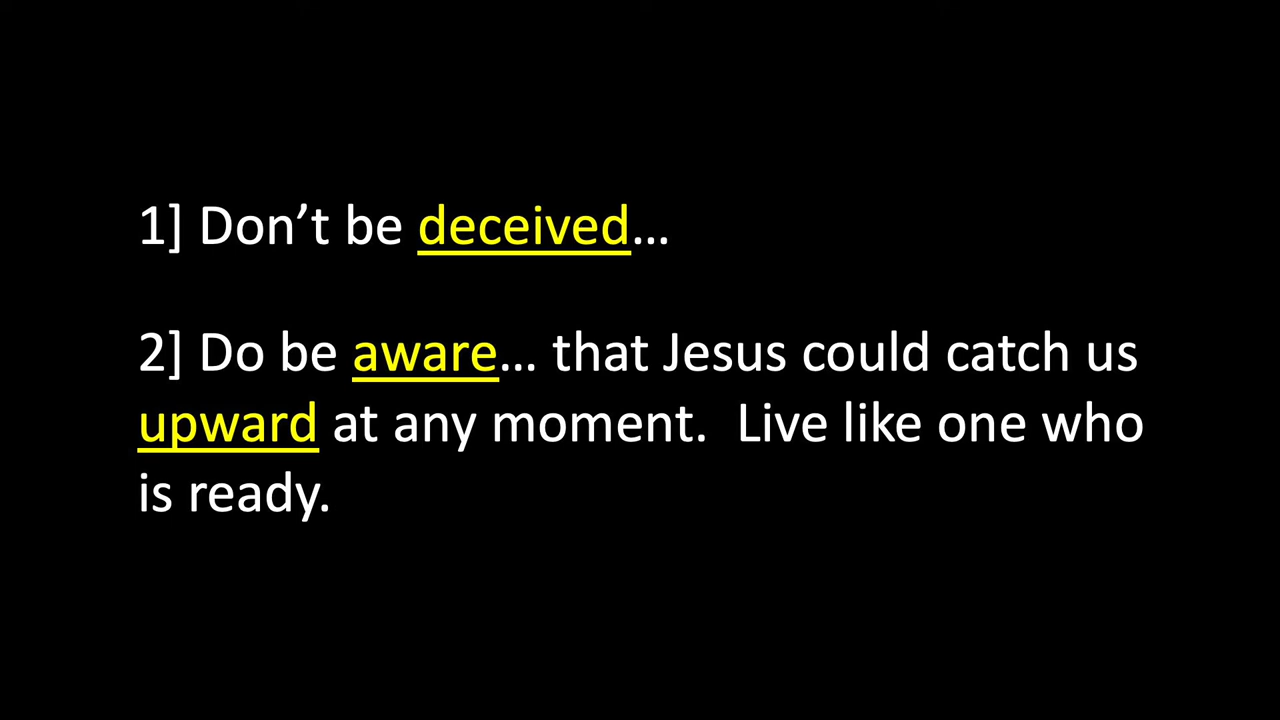 1] Don’t be deceived…
2] Do be aware… that Jesus could catch us
upward at any moment.  Live like one who
is ready.